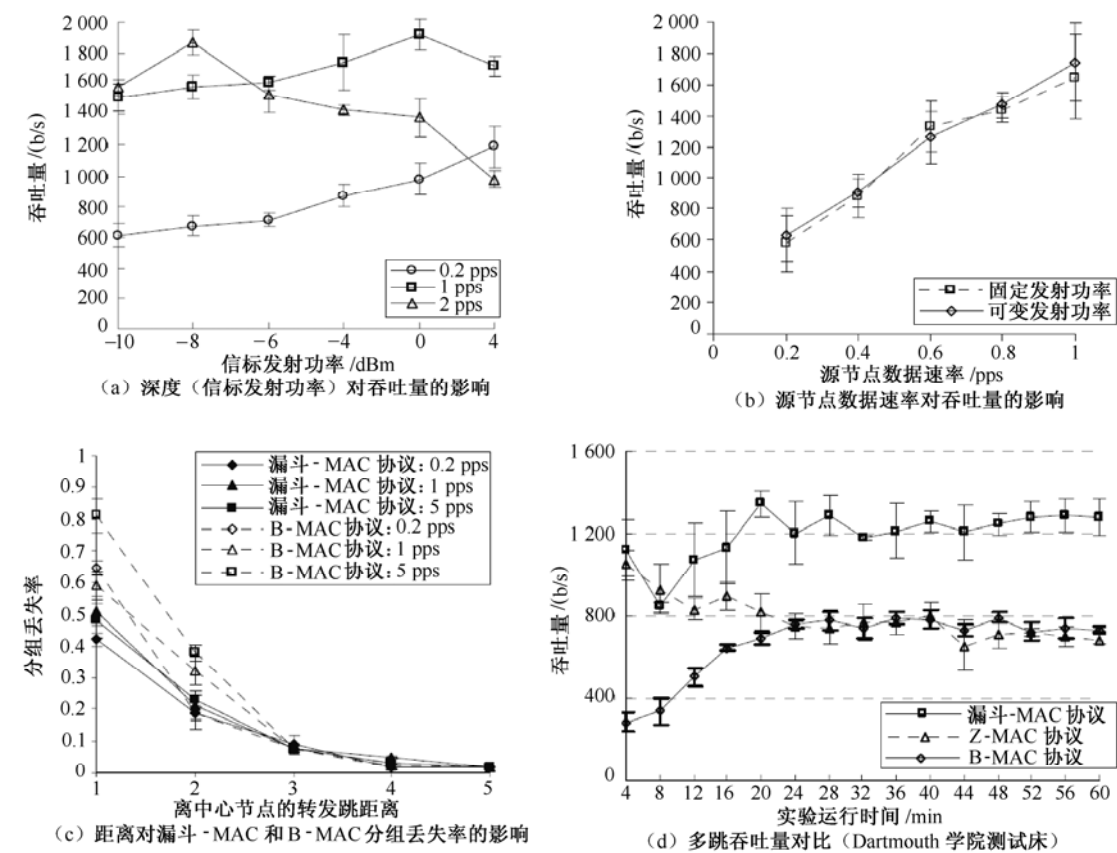 2 000
1 800
1 600
1 400
1 200
1 000
800
600
400
200
0
吞吐量 /(b/s)
0.2 pps
1 pps
2 pps
−10 −8 −6 −4 0 4
信标发射功率 /dBm
（a）深度（信标发射功率）对吞吐量的影响
2 000
1 800
1 600
1 400
1 200
1 000
800
600
400
200
0
吞吐量 /(b/s)
固定发射功率
可变发射功率
0 0.2 0.4 0.6 0.8 1
源节点数据速率 /pps
（b）源节点数据速率对吞吐量的影响
1
0.9
0.8
0.7
0.6
0.5
0.4
0.3
0.2
0.1
0
分组丢失率
漏斗-MAC 协议: 0.2 pps
漏斗-MAC 协议: 1 pps
漏斗-MAC 协议: 5 pps
B-MAC协议: 0.2 pps
B-MAC协议: 1 pps
B-MAC协议: 5 pps
1 2 3 4 5
离中心节点的转发跳距离
（c）距离对漏斗-MAC 和B-MAC分组丢失率的影响
1 600
1200
800
400
0
吞吐量 /(b/s)
漏斗-MAC协议
Z-MAC 协议
B-MAC 协议
4 8 12 16 20 24 28 32 36 40 44 48 52 56 60
实验运行时间 /min
（d）多跳吞吐量对比（Dartmouth 学院测试床）